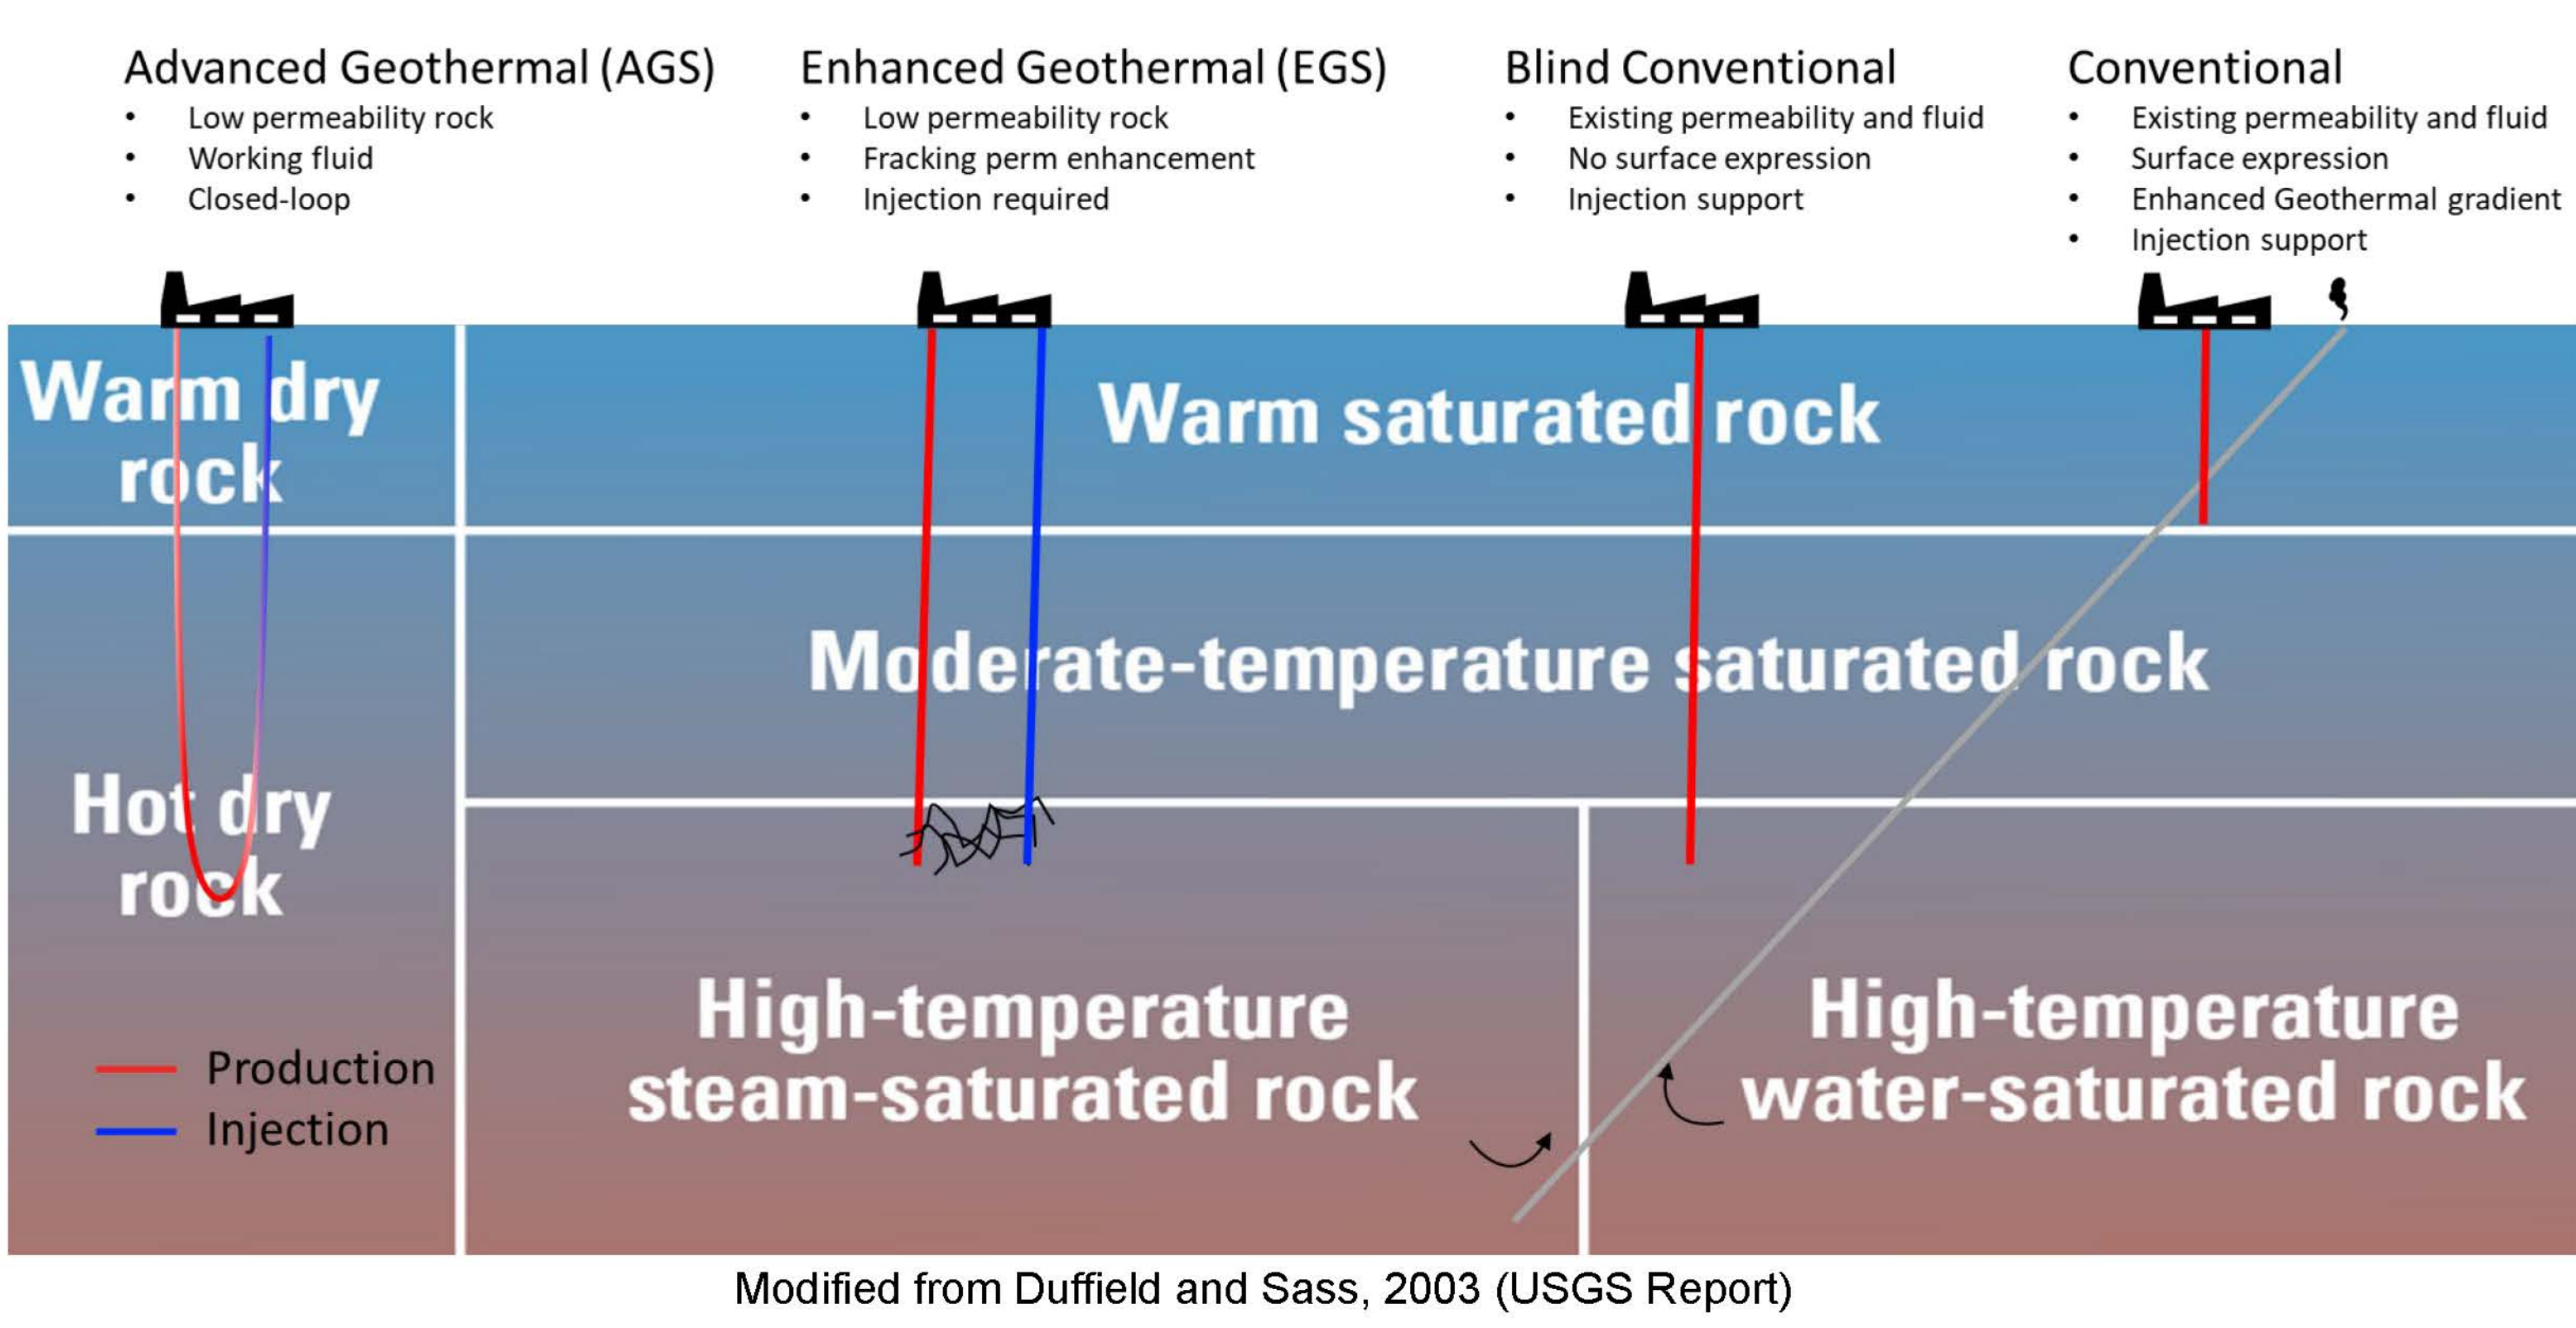 Advanced Geothermal (AGS)
• Low permeability rock
• Working fluid
• Closed-loop
Enhanced Geothermal (EGS)
• Low permeability rock
• Fracking perm enhancement
• Injection required
Blind Conventional
• Existing permeability and fluid
• No surface expression
• Injection support
Conventional
• Existing permeability and fluid
• Surface expression
• Enhanced Geothermal gradient
• Injection support
Warm dry
rock
Warm saturated rock
Moderate-temperature saturated rock
Hot dry
rock
High-temperature
steam-saturated rock
High-temperature
water-saturated rock
Production
Injection
Modified from Duffield and Sass, 2003 (USGS Report)